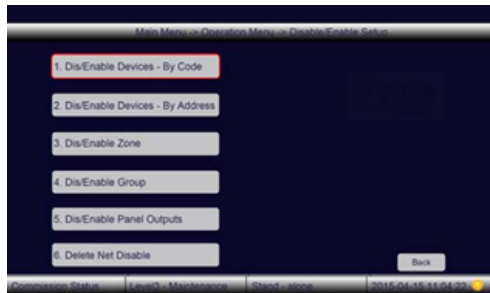 Main Menu -> Operation Menu -> Disable/Enable Setup
1. Dis/Enable Devices - By Code
2. Dis/Enable Devices - By Address
3. Dis/Enable Zone
4. Dis/Enable Group
5. Dis/Enable Panel Outputs
6. Delete Net Disable
Back
Commission Status Level3 - Maintenance Stand - alone 2015-04-15 11:04:22